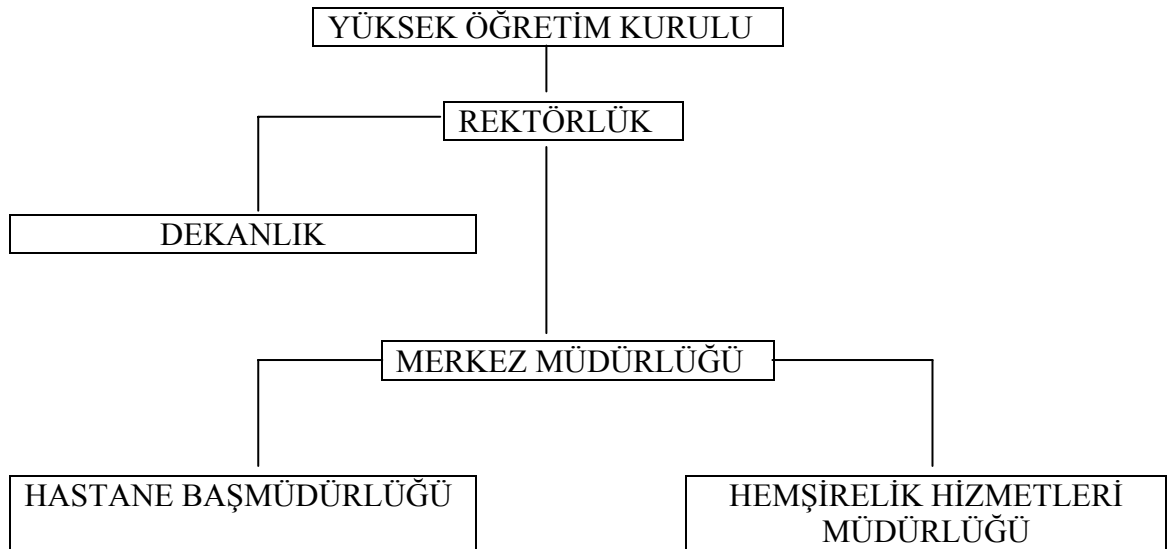 YÜKSEK ÖĞRETİM KURULU
REKTÖRLÜK
DEKANLIK
MERKEZ MÜDÜRLÜĞÜ
HASTANE BAŞMÜDÜRLÜĞÜ
HEMŞİRELİK HİZMETLERİ
MÜDÜRLÜĞÜ